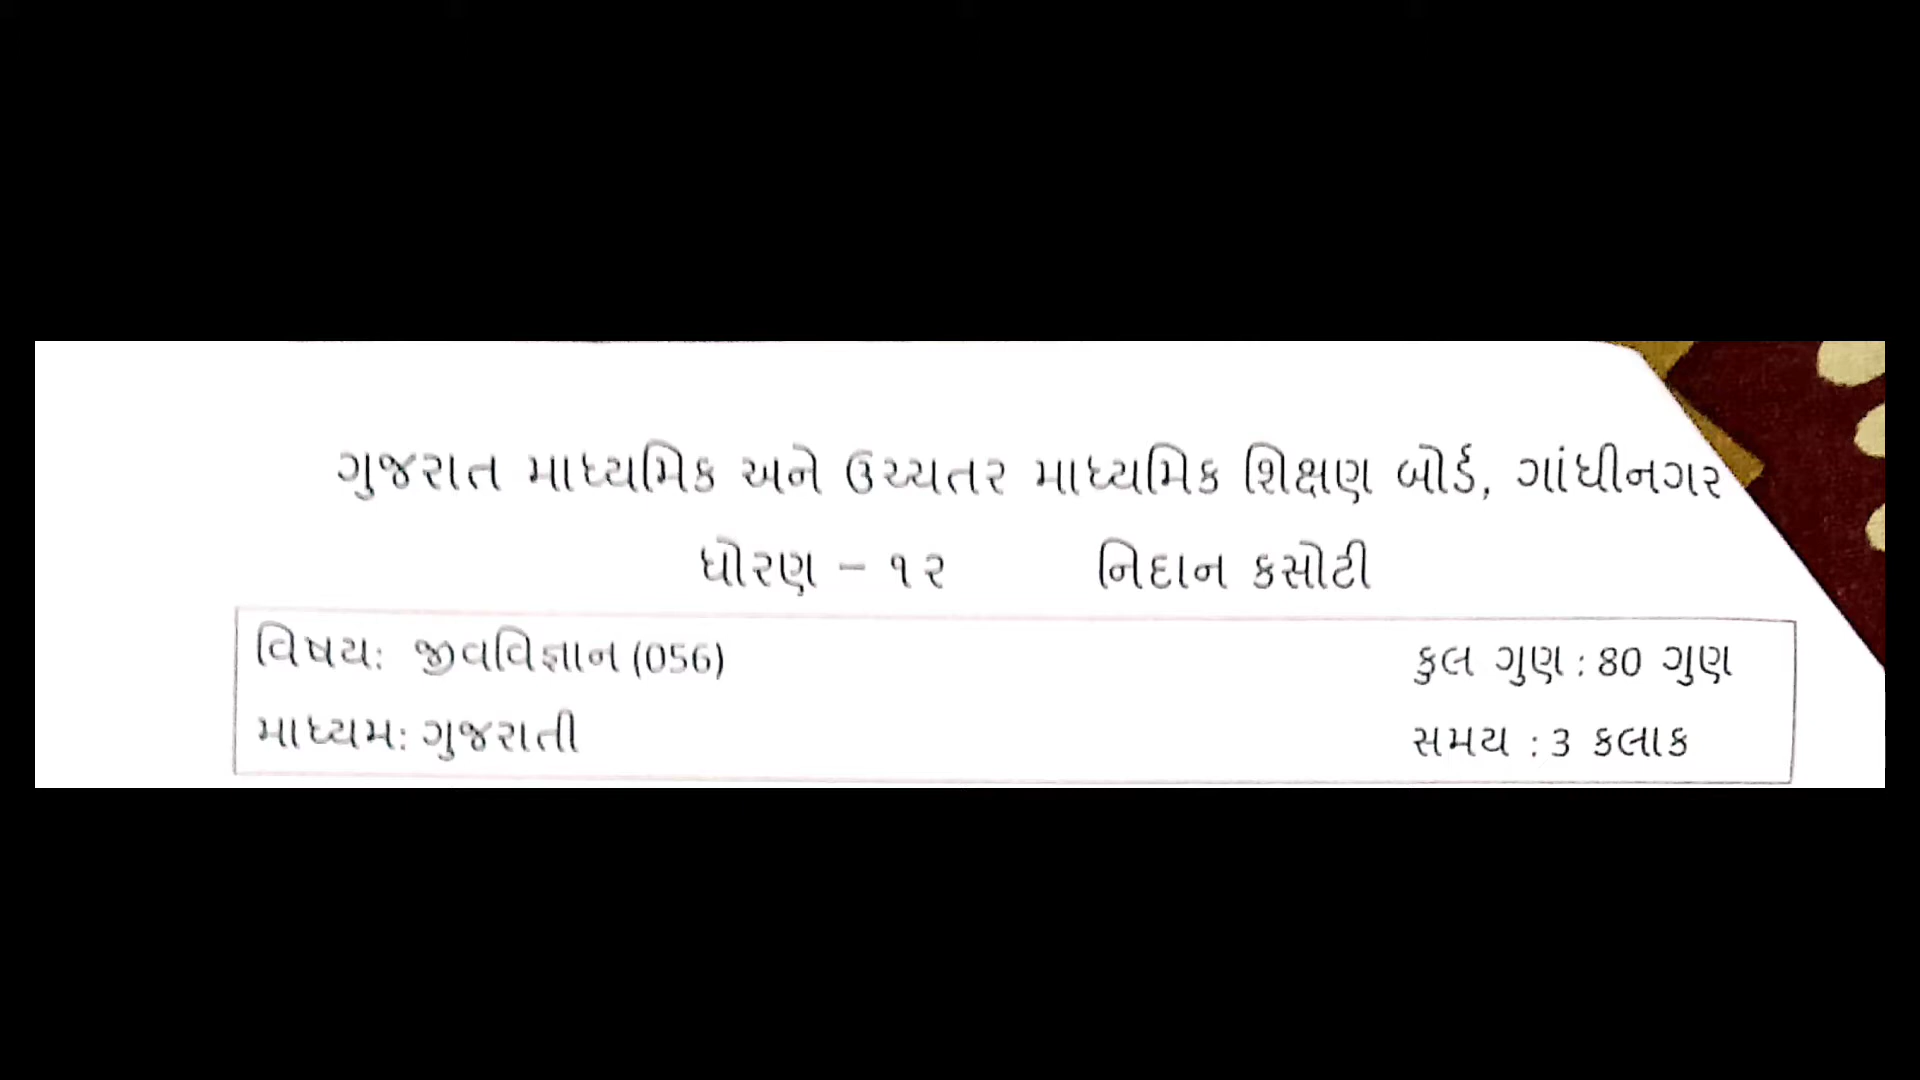 ગુજરાત માધ્યમિક અને ઉચ્ચતર માધ્યમિક શિક્ષણ બોર્ડ, ગાંધીનગર
ધોરણ – ૧૨ નિદાન કસોટી
વિષય: જીવવિજ્ઞાન (056) કુલ ગુણ : 80 ગુણ
માધ્યમ: ગુજરાતી સમય : 3 કલાક